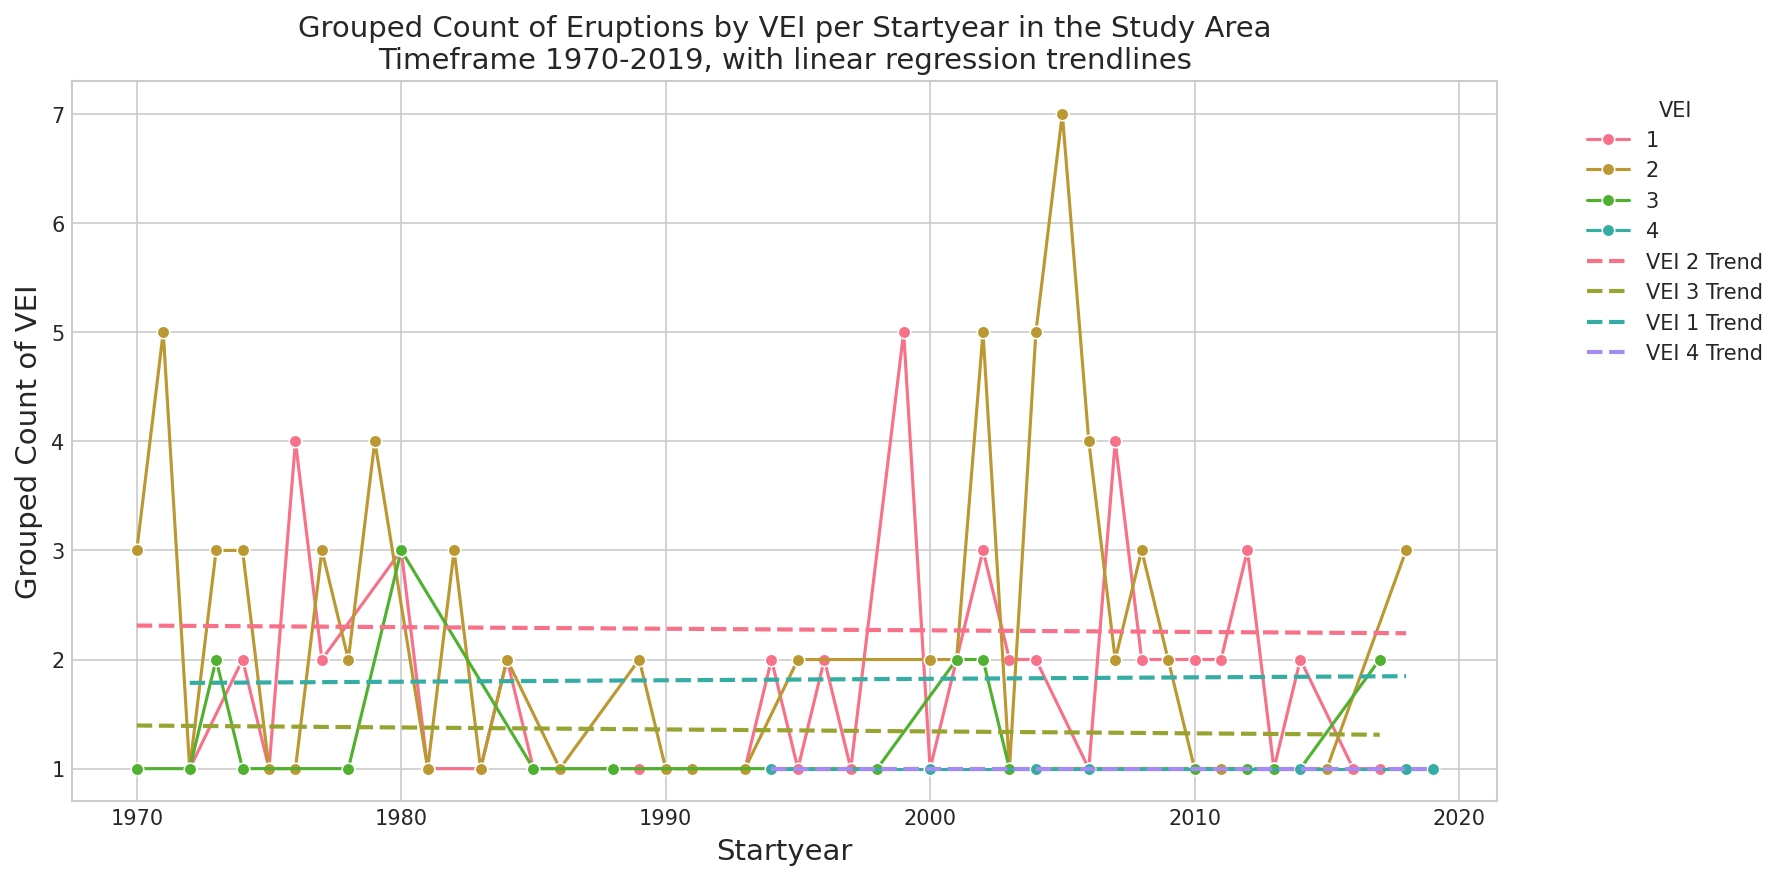 Grouped Count of Eruptions by VEI per Startyear in the Study Area
Timeframe 1970-2019, with linear regression trendlines
Grouped Count of VEI
7
6
5
4
3
2
1
1970
1980
1990
2000
2010
2020
Startyear
VEI
1
2
3
4
VEI 2 Trend
VEI 3 Trend
VEI 1 Trend
VEI 4 Trend